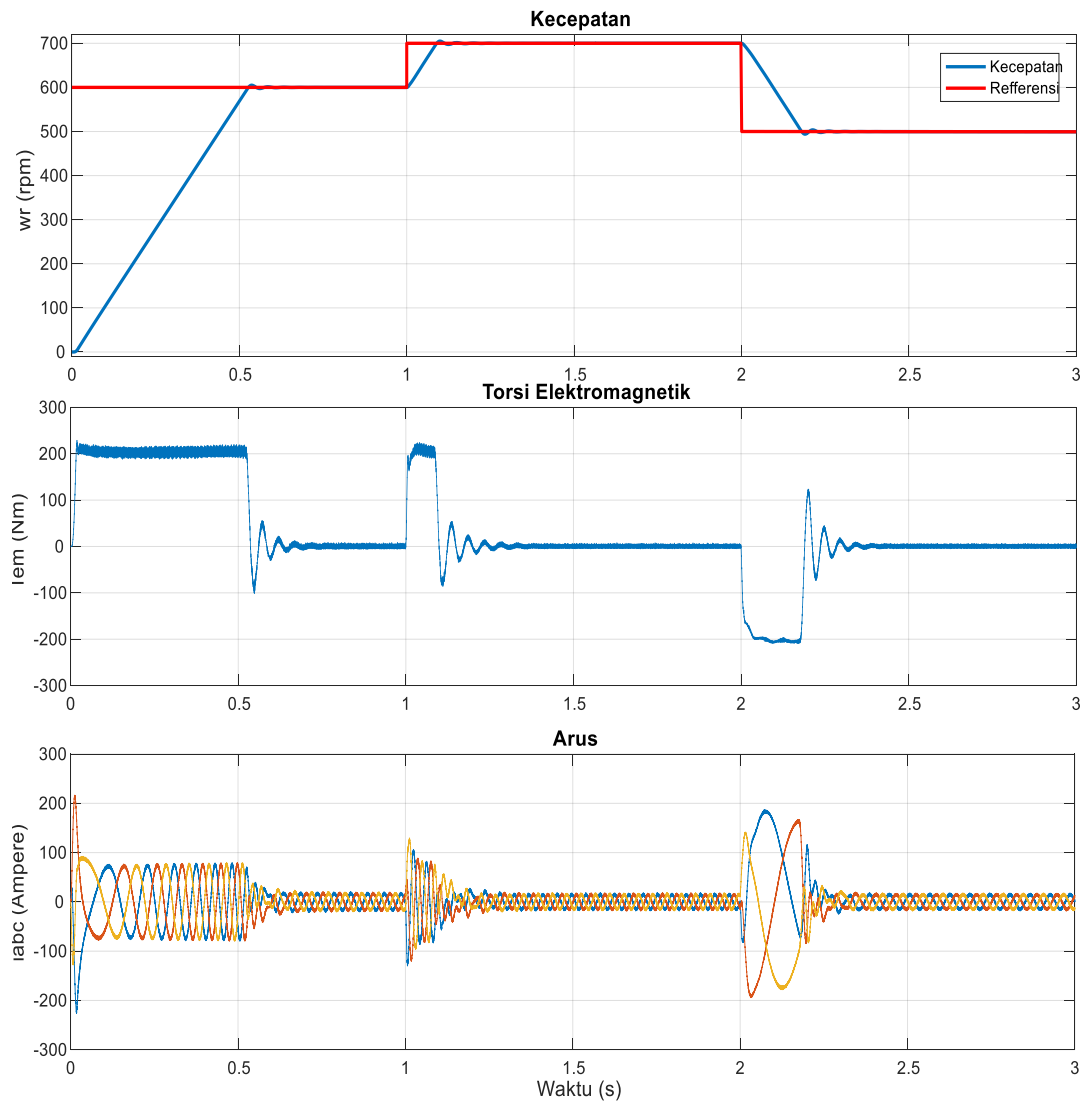 Kecepatan
700
600
500
400
300
200
100
0
wr (rpm)
Kecepatan
Refferensi
0 0.5 1 1.5 2 2.5 3
Torsi Elektromagnetik
300
200
100
0
-100
-200
-300
Tem (Nm)
0 0.5 1 1.5 2 2.5 3
Arus
300
200
100
0
-100
-200
-300
iabc (Ampere)
0 0.5 1 1.5 2 2.5 3
Waktu (s)